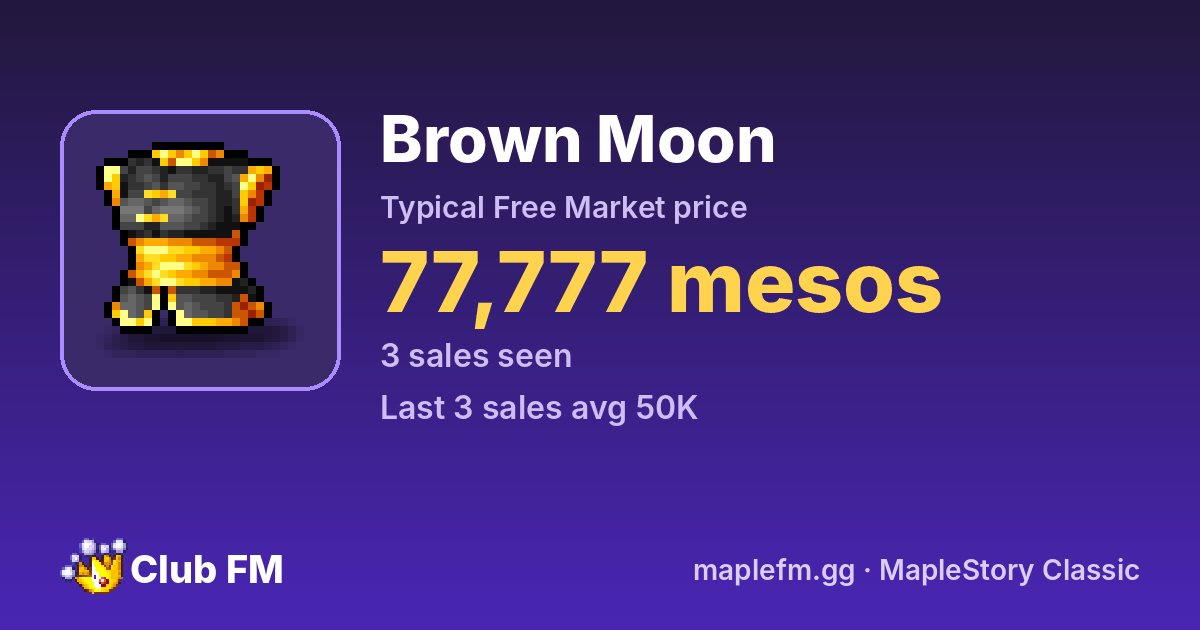 Brown Moon
Typical Free Market price
77,777 mesos
3 sales seen
Last 3 sales avg 50K
Club FM
maplefm.gg · MapleStory Classic